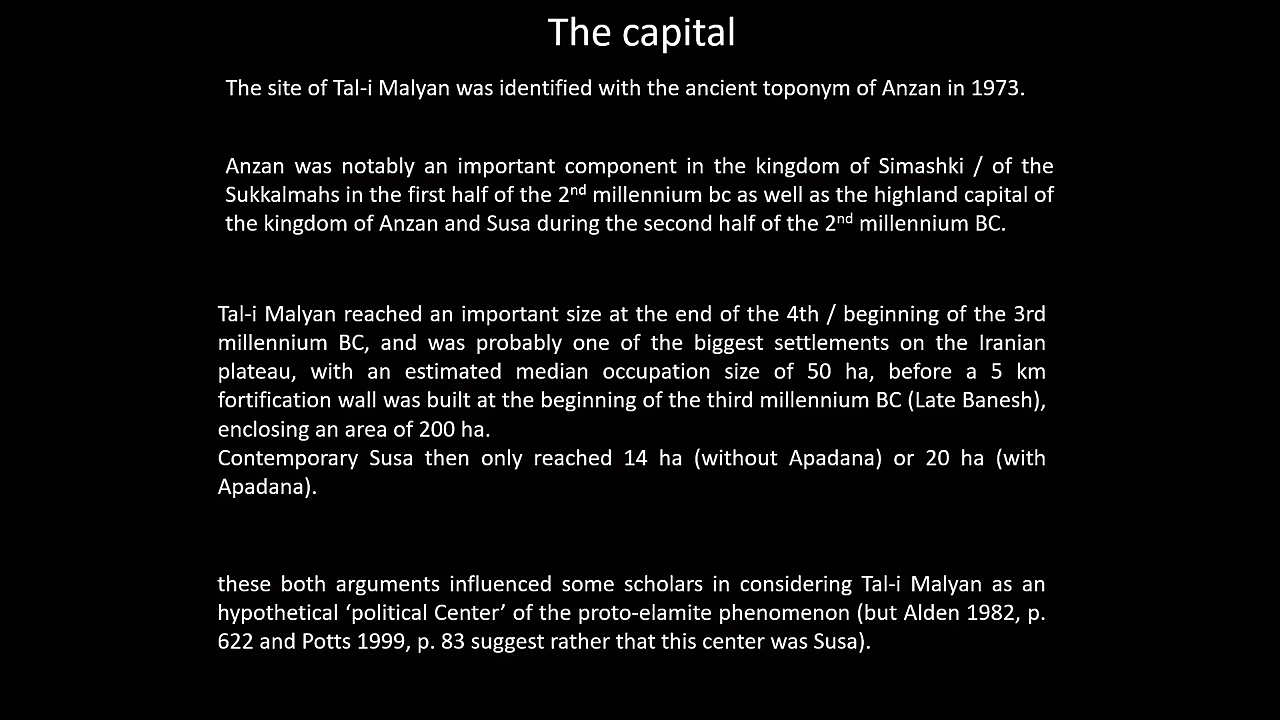 The capital
The site of Tal-i Malyan was identified with the ancient toponym of Anzan in 1973.
Anzan was notably an important component in the kingdom of Simashki / of the
Sukkalmahs in the first half of the 2nd millennium bc as well as the highland capital of
the kingdom of Anzan and Susa during the second half of the 2nd millennium BC.
Tal-i Malyan reached an important size at the end of the 4th / beginning of the 3rd
millennium BC, and was probably one of the biggest settlements on the Iranian
plateau, with an estimated median occupation size of 50 ha, before a 5 km
fortification wall was built at the beginning of the third millennium BC (Late Banesh),
enclosing an area of 200 ha.
Contemporary Susa then only reached 14 ha (without Apadana) or 20 ha (with
Apadana).
these both arguments influenced some scholars in considering Tal-i Malyan as an
hypothetical ‘political Center’ of the proto-elamite phenomenon (but Alden 1982, p.
622 and Potts 1999, p. 83 suggest rather that this center was Susa).